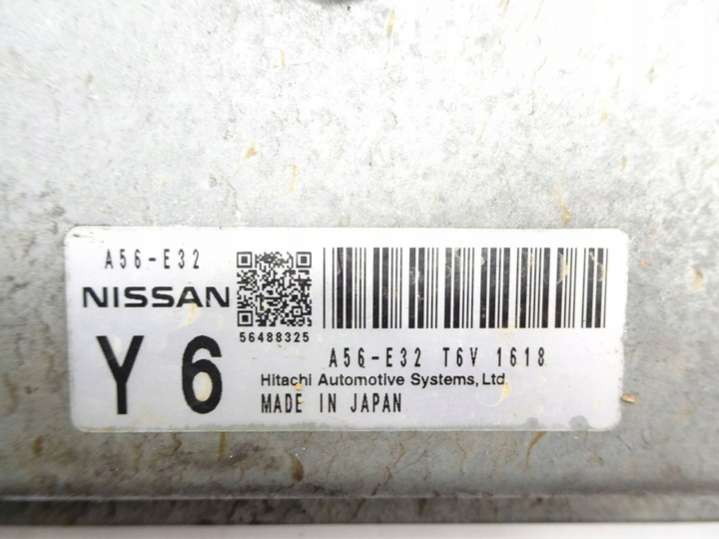 A56-E32
NISSAN
56488325
Y6
A56-E32 T6V 1618
Hitachi Automotive Systems, Ltd.
MADE IN JAPAN